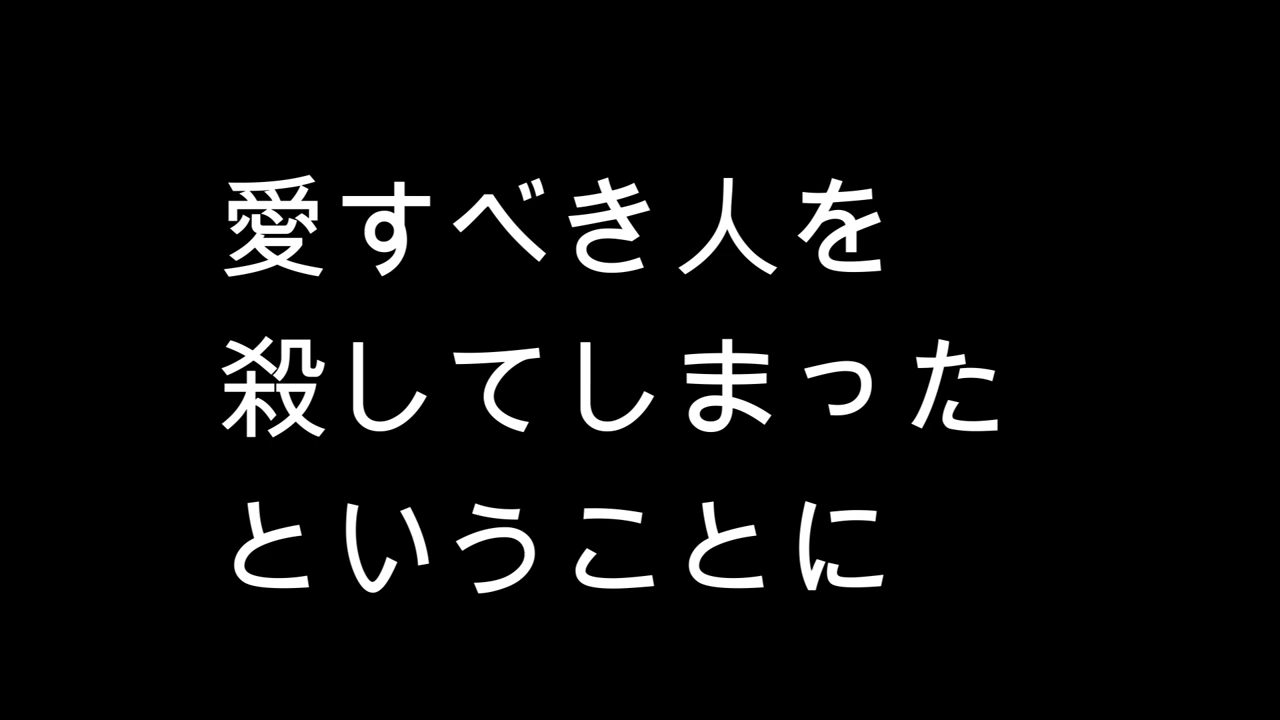 愛すべき人を
殺してしまった
ということに